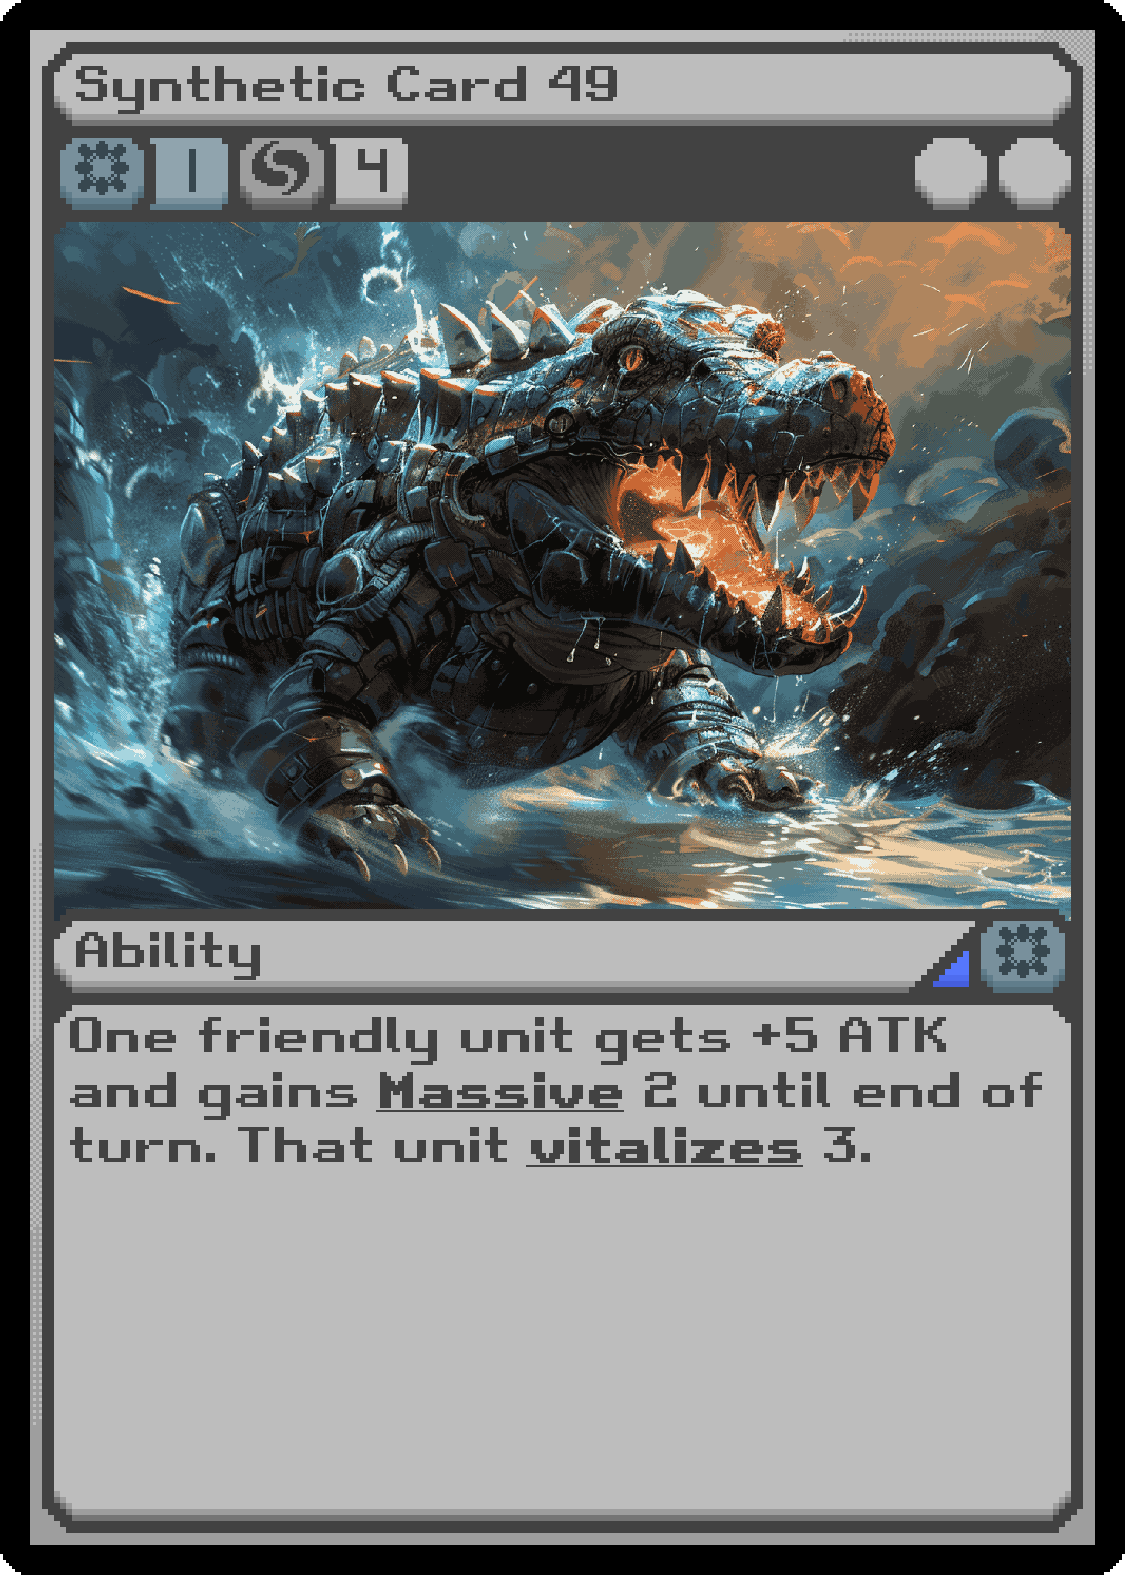 Synthetic Card 49
1 4
Ability
One friendly unit gets +5 ATK
and gains Massive 2 until end of
turn. That unit vitalizes 3.